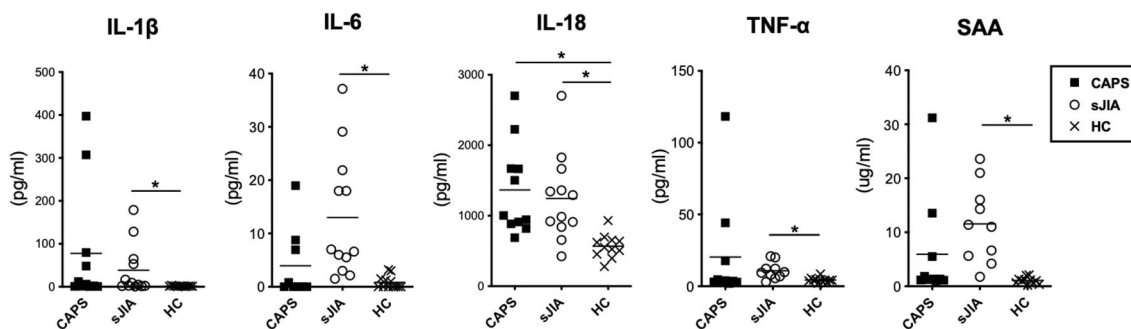 IL-1β
500
400
300
200
100
0
(pg/ml)
*
CAPS
sJIA
HC
IL-6
40
30
20
10
0
(pg/ml)
*
CAPS
sJIA
HC
IL-18
3000
2000
1000
0
(pg/ml)
*
*
CAPS
sJIA
HC
TNF-α
150
100
50
0
(pg/ml)
*
CAPS
sJIA
HC
SAA
40
30
20
10
0
(ug/ml)
*
CAPS
sJIA
HC
CAPS
sJIA
HC